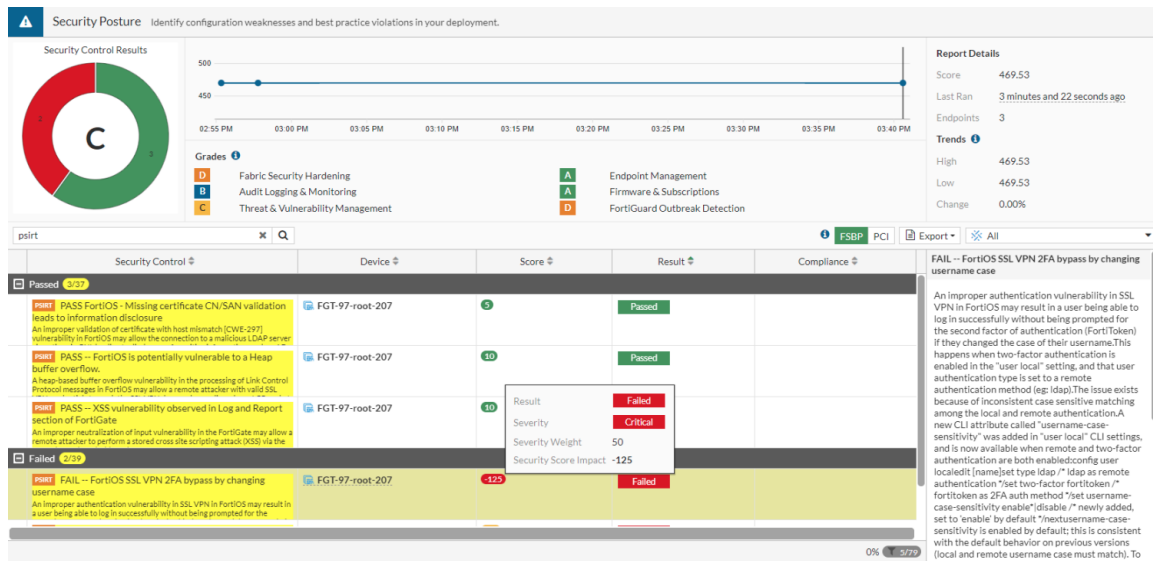 Security Posture Identify configuration weaknesses and best practice violations in your deployment.
Security Control Results
2
3
C
500
450
02:55 PM 03:00 PM 03:05 PM 03:10 PM 03:15 PM 03:20 PM 03:25 PM 03:30 PM 03:35 PM 03:40 PM
Grades
D Fabric Security Hardening
B Audit Logging & Monitoring
C Threat & Vulnerability Management
A Endpoint Management
A Firmware & Subscriptions
D FortiGuard Outbreak Detection
Report Details
Score 469.53
Last Ran 3 minutes and 22 seconds ago
Endpoints 3
Trends
High 469.53
Low 469.53
Change 0.00%
psirt
FSBP PCI Export All
Security Control Device Score Result Compliance
Passed 3/37
PSIRT PASS FortiOS - Missing certificate CN/SAN validation
leads to information disclosure
An improper validation of certificate with host mismatch [CWE-297]
vulnerability in FortiOS may allow the connection to a malicious LDAP server
FGT-97-root-207 5 Passed
PSIRT PASS -- FortiOS is potentially vulnerable to a Heap
buffer overflow.
A heap-based buffer overflow vulnerability in the processing of Link Control
Protocol messages in FortiOS may allow a remote attacker with valid SSL
FGT-97-root-207 10 Passed
PSIRT PASS -- XSS vulnerability observed in Log and Report
section of FortiGate
An improper neutralization of input vulnerability in the FortiGate may allow a
remote attacker to perform a stored cross site scripting attack (XSS) via the
FGT-97-root-207 10
Result Failed
Severity Critical
Severity Weight 50
Security Score Impact -125
Failed 2/39
PSIRT FAIL -- FortiOS SSL VPN 2FA bypass by changing
username case
An improper authentication vulnerability in SSL VPN in FortiOS may result in
a user being able to log in successfully without being prompted for the
FGT-97-root-207 -125 Failed
0% 5/79
FAIL -- FortiOS SSL VPN 2FA bypass by changing
username case
An improper authentication vulnerability in SSL
VPN in FortiOS may result in a user being able to
log in successfully without being prompted for
the second factor of authentication (FortiToken)
if they changed the case of their username.This
happens when two-factor authentication is
enabled in the "user local" setting, and that user
authentication type is set to a remote
authentication method (eg: ldap).The issue exists
because of inconsistent case sensitive matching
among the local and remote authentication.A
new CLI attribute called "username-case-
sensitivity" was added in "user local" CLI settings,
and is now available when remote and two-factor
authentication are both enabled:config user
localedit [name]set type ldap /* ldap as remote
authentication */set two-factor fortitoken /*
fortitoken as 2FA auth method */set username-
case-sensitivity enable*|disable /* newly added,
set to 'enable' by default */nextusername-case-
sensitivity is enabled by default; this is consistent
with the default behavior on previous versions
(local and remote username case must match). To